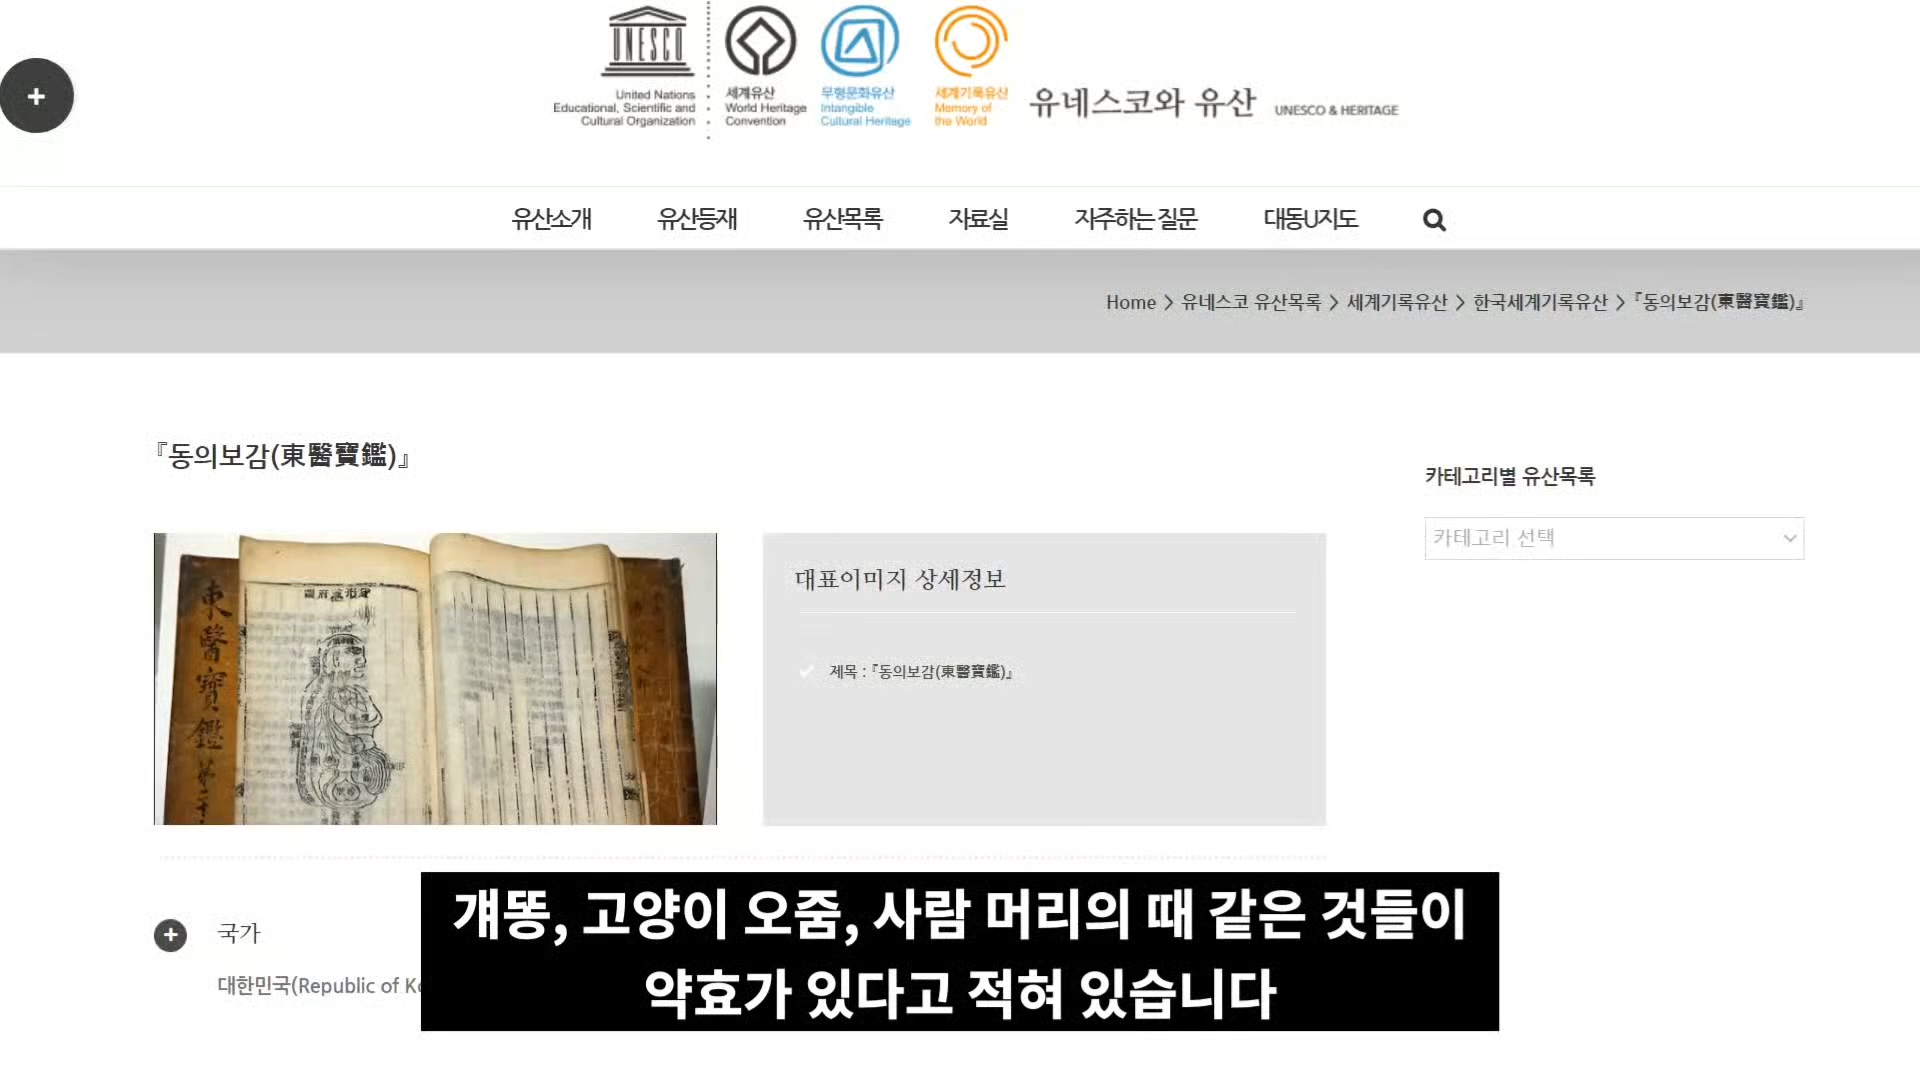 UNESCO
United Nations
Educational, Scientific and
Cultural Organization
세계유산
World Heritage
Convention
무형문화유산
Intangible
Cultural Heritage
세계기록유산
Memory of
the World
유네스코와 유산 UNESCO & HERITAGE
유산소개 유산등재 유산목록 자료실 자주하는 질문 대동U지도
Home > 유네스코 유산목록 > 세계기록유산 > 한국세계기록유산 > 『동의보감(東醫寶鑑)』
『동의보감(東醫寶鑑)』
카테고리별 유산목록
카테고리 선택
東醫寶鑑
대표이미지 상세정보
제목 : 『동의보감(東醫寶鑑)』
국가
대한민국(Republic of
걔똥, 고양이 오줌, 사람 머리의 때 같은 것들이
약효가 있다고 적혀 있습니다